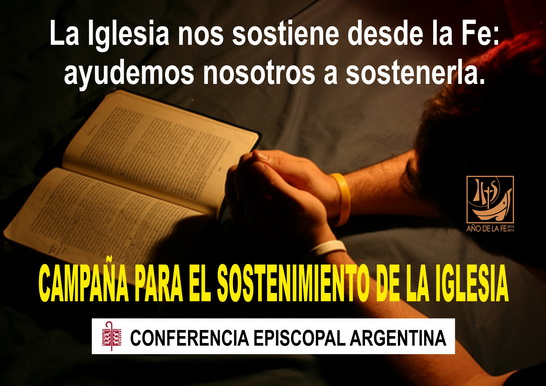 La Iglesia nos sostiene desde la Fe:
ayudemos nosotros a sostenerla.
AÑO DE LA FE
CAMPAÑA PARA EL SOSTENIMIENTO DE LA IGLESIA
CONFERENCIA EPISCOPAL ARGENTINA